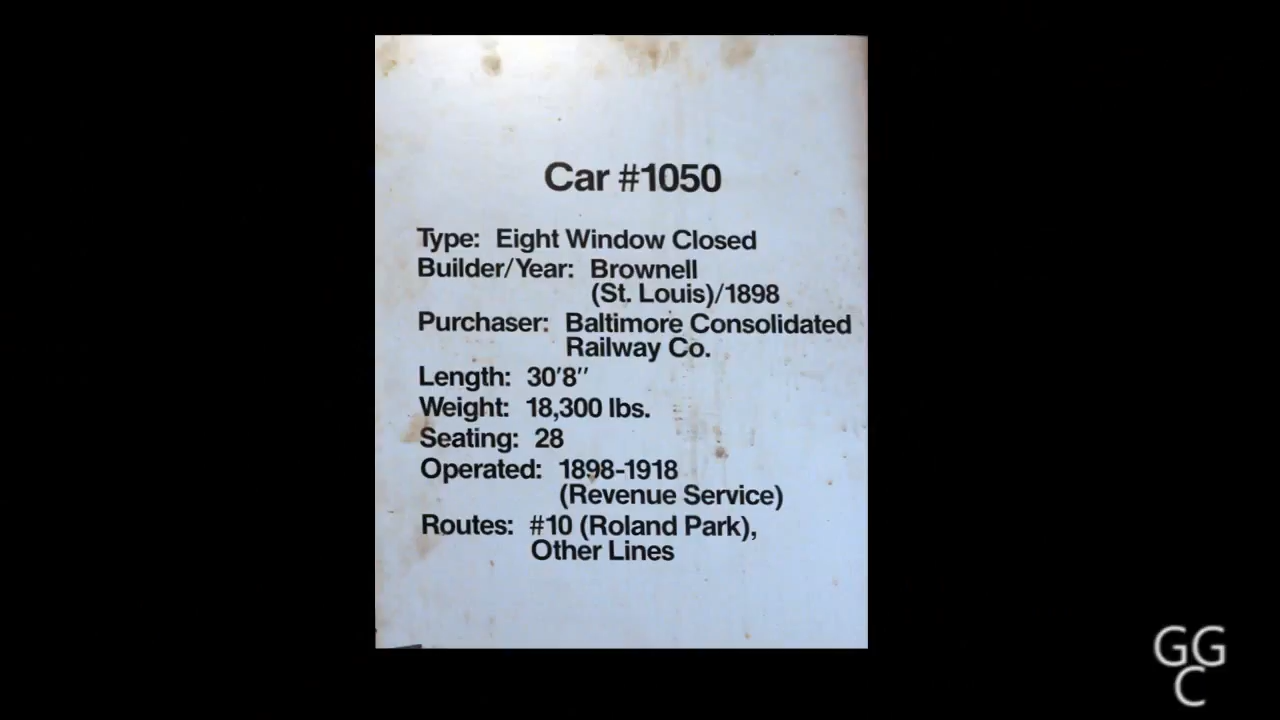 Car #1050
Type: Eight Window Closed
Builder/Year: Brownell
(St. Louis)/1898
Purchaser: Baltimore Consolidated
Railway Co.
Length: 30'8''
Weight: 18,300 lbs.
Seating: 28
Operated: 1898-1918
(Revenue Service)
Routes: #10 (Roland Park),
Other Lines
GG
C